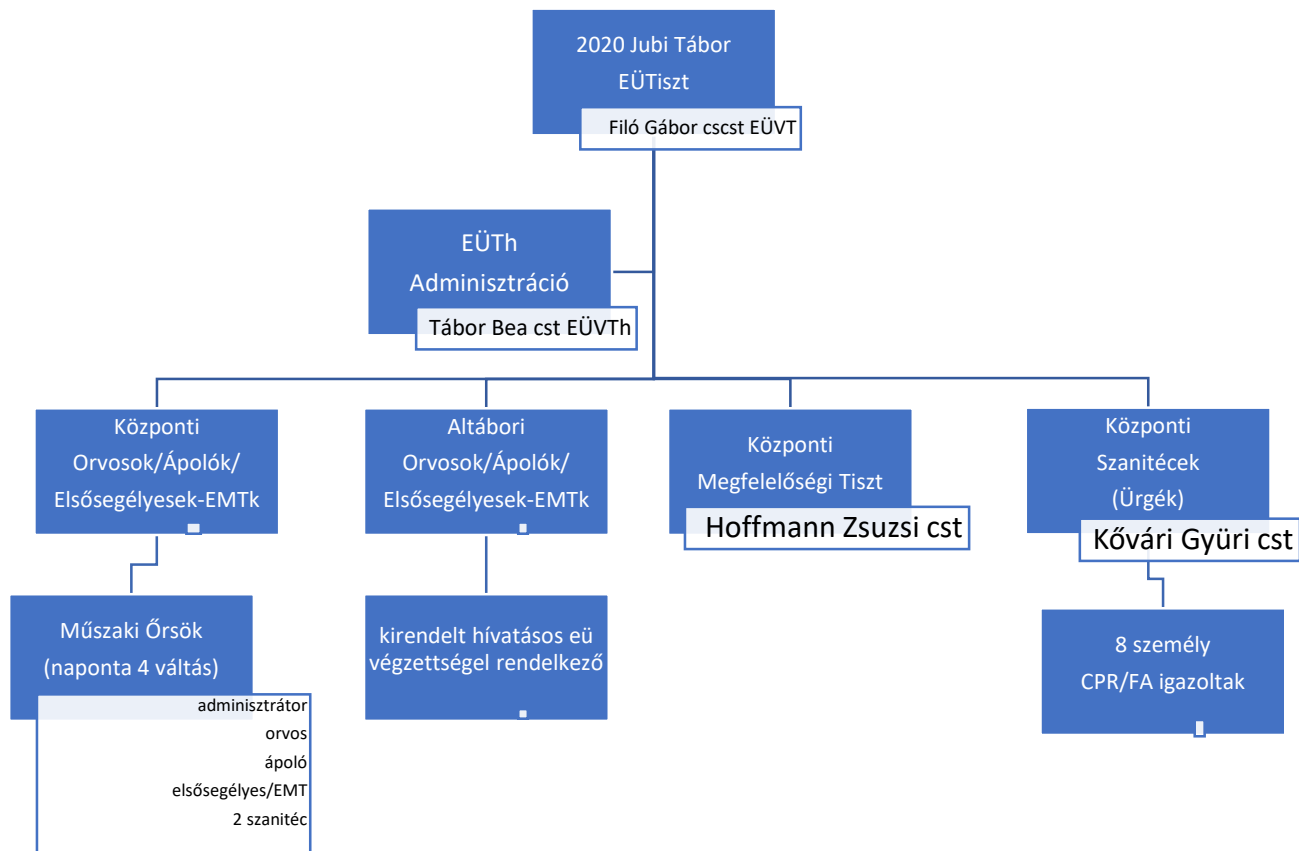 2020 Jubi Tábor
EÜTiszt
Filó Gábor cscst EÜVT
EÜTh
Adminisztráció
Tábor Bea cst EÜVTh
Központi
Orvosok/Ápolók/
Elsősegélyesek-EMTk
Altábori
Orvosok/Ápolók/
Elsősegélyesek-EMTk
Központi
Megfelelőségi Tiszt
Hoffmann Zsuzsi cst
Központi
Szanitécek
(Ürgék)
Kővári Gyüri cst
Műszaki Őrsök
(naponta 4 váltás)
adminisztrátor
orvos
ápoló
elsősegélyes/EMT
2 szanitéc
kirendelt hívatásos eü
végzettségel rendelkező
8 személy
CPR/FA igazoltak